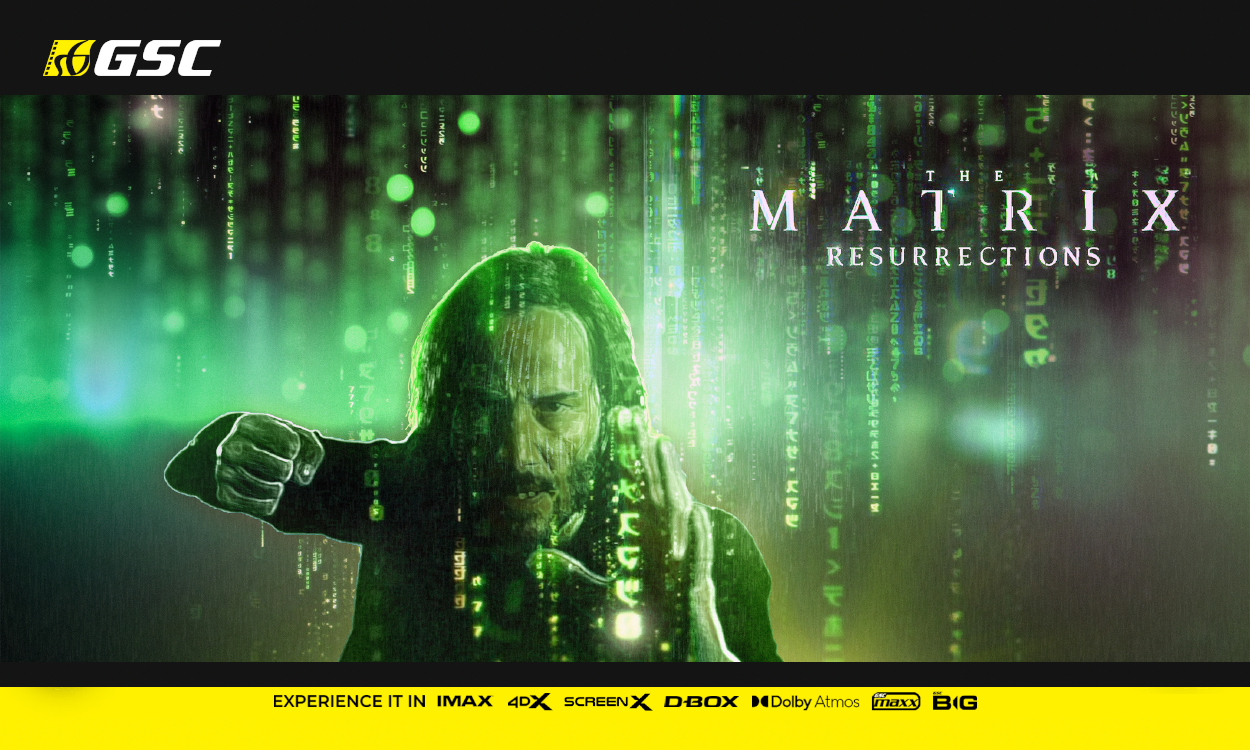 GSC
THE
MATRIX
RESURRECTIONS
EXPERIENCE IT IN IMAX 4DX SCREENX D-BOX Dolby Atmos GSC maxx GSC BIG